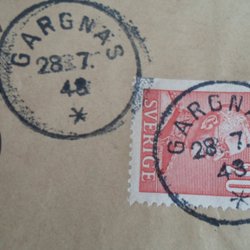 GARGNÄS
28.7.
48
*
GARGNÄ
28.7.
48
*
SVERIGE